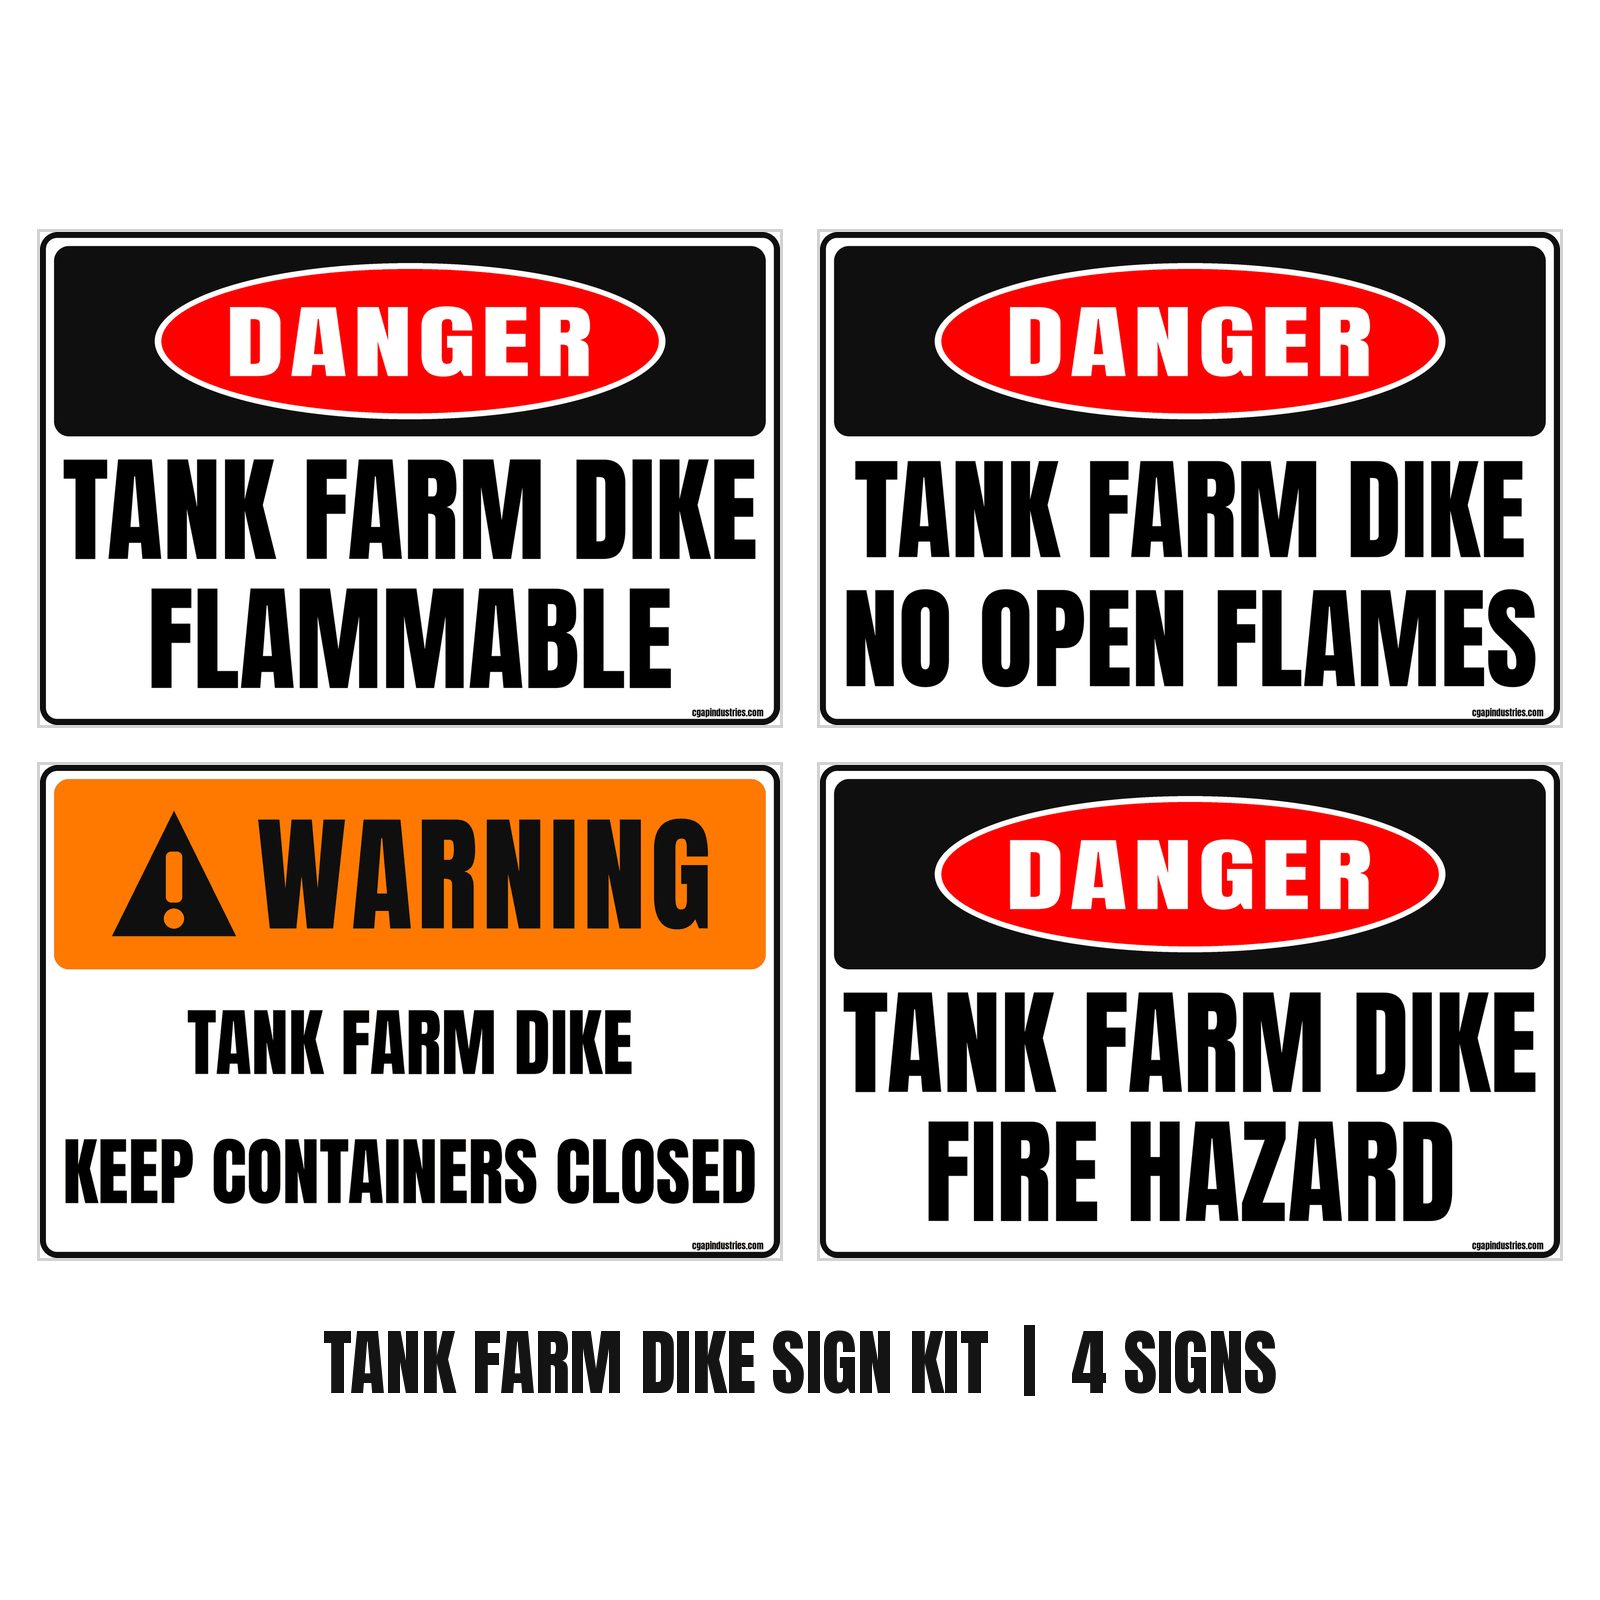 DANGER
TANK FARM DIKE
FLAMMABLE
cgapindustries.com
DANGER
TANK FARM DIKE
NO OPEN FLAMES
cgapindustries.com
WARNING
TANK FARM DIKE
KEEP CONTAINERS CLOSED
cgapindustries.com
DANGER
TANK FARM DIKE
FIRE HAZARD
cgapindustries.com
TANK FARM DIKE SIGN KIT | 4 SIGNS